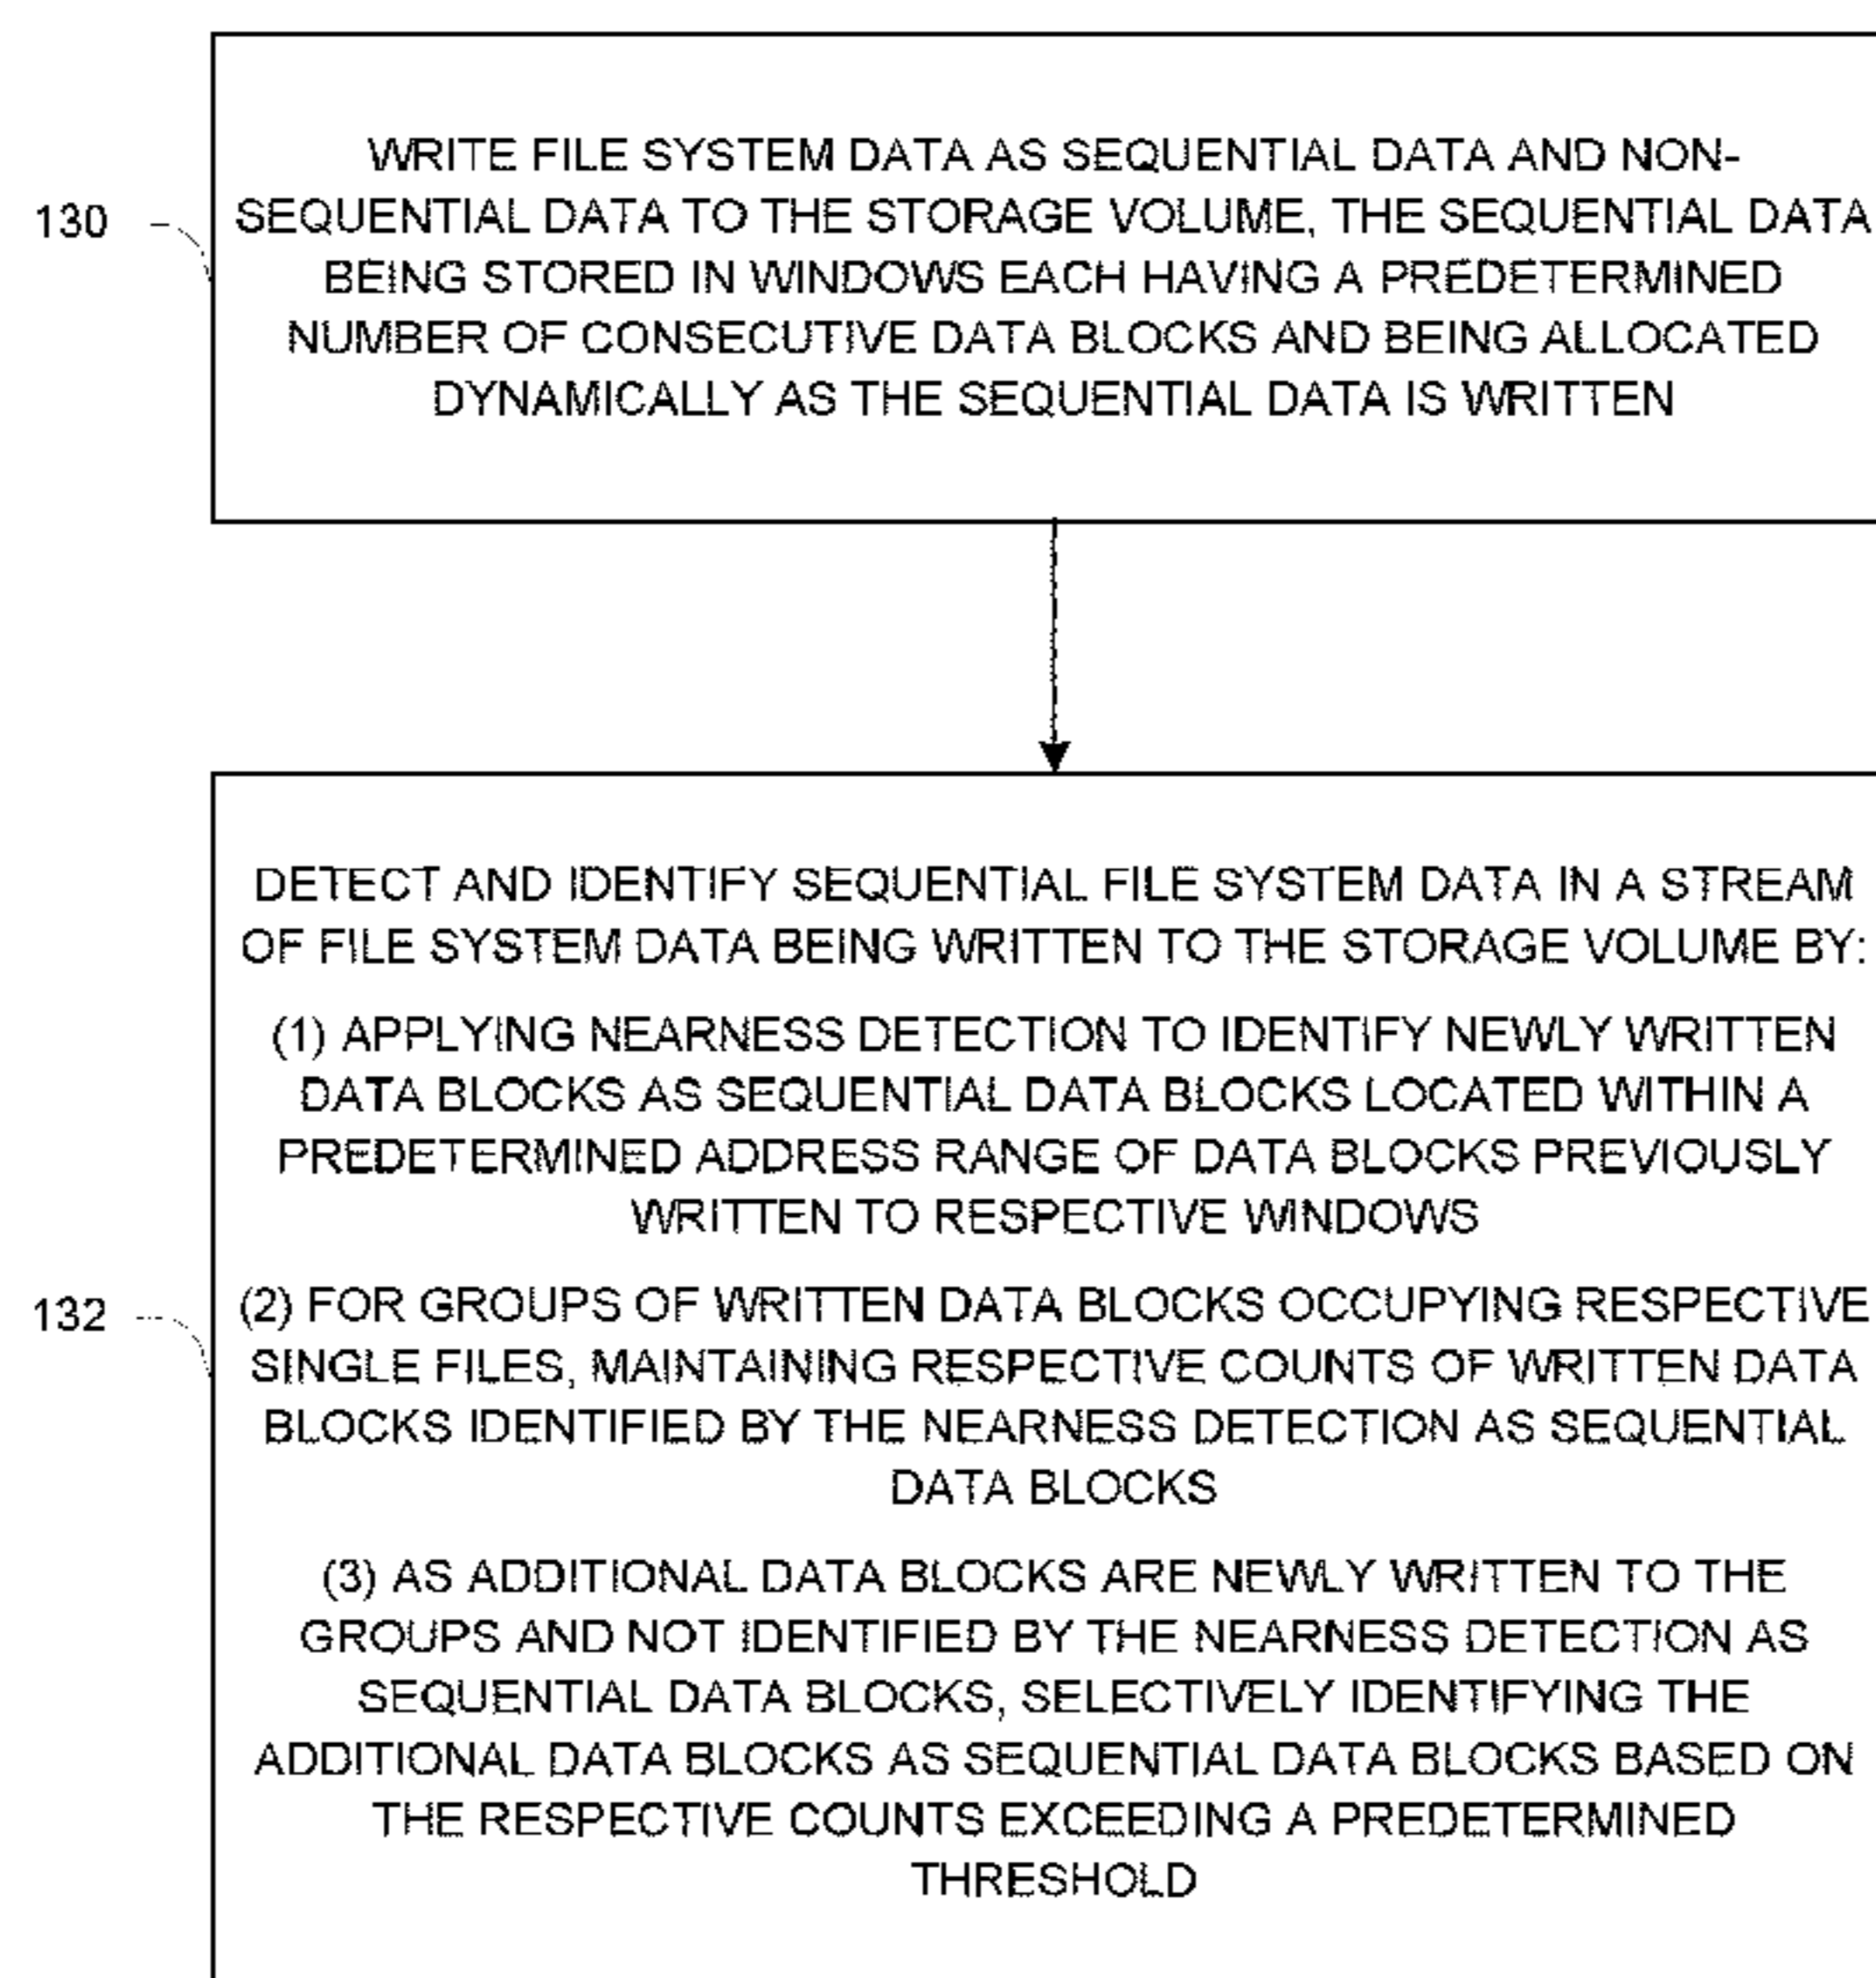 WRITE FILE SYSTEM DATA AS SEQUENTIAL DATA AND NON-
SEQUENTIAL DATA TO THE STORAGE VOLUME, THE SEQUENTIAL DATA
BEING STORED IN WINDOWS EACH HAVING A PREDETERMINED
NUMBER OF CONSECUTIVE DATA BLOCKS AND BEING ALLOCATED
DYNAMICALLY AS THE SEQUENTIAL DATA IS WRITTEN
130
DETECT AND IDENTIFY SEQUENTIAL FILE SYSTEM DATA IN A STREAM
OF FILE SYSTEM DATA BEING WRITTEN TO THE STORAGE VOLUME BY:
(1) APPLYING NEARNESS DETECTION TO IDENTIFY NEWLY WRITTEN
DATA BLOCKS AS SEQUENTIAL DATA BLOCKS LOCATED WITHIN A
PREDETERMINED ADDRESS RANGE OF DATA BLOCKS PREVIOUSLY
WRITTEN TO RESPECTIVE WINDOWS
132
(2) FOR GROUPS OF WRITTEN DATA BLOCKS OCCUPYING RESPECTIVE
SINGLE FILES, MAINTAINING RESPECTIVE COUNTS OF WRITTEN DATA
BLOCKS IDENTIFIED BY THE NEARNESS DETECTION AS SEQUENTIAL
DATA BLOCKS
(3) AS ADDITIONAL DATA BLOCKS ARE NEWLY WRITTEN TO THE
GROUPS AND NOT IDENTIFIED BY THE NEARNESS DETECTION AS
SEQUENTIAL DATA BLOCKS, SELECTIVELY IDENTIFYING THE
ADDITIONAL DATA BLOCKS AS SEQUENTIAL DATA BLOCKS BASED ON
THE RESPECTIVE COUNTS EXCEEDING A PREDETERMINED
THRESHOLD